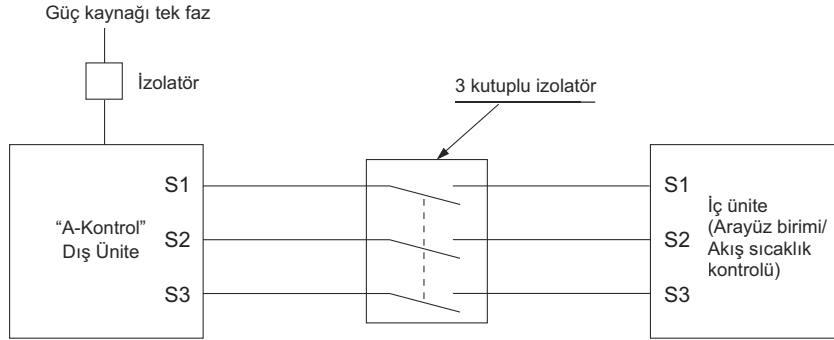 Güç kaynağı tek faz
İzolatör
3 kutuplu izolatör
“A-Kontrol”
Dış Ünite
S1
S2
S3
S1
S2
S3
İç ünite
(Arayüz birimi/
Akış sıcaklık
kontrolü)